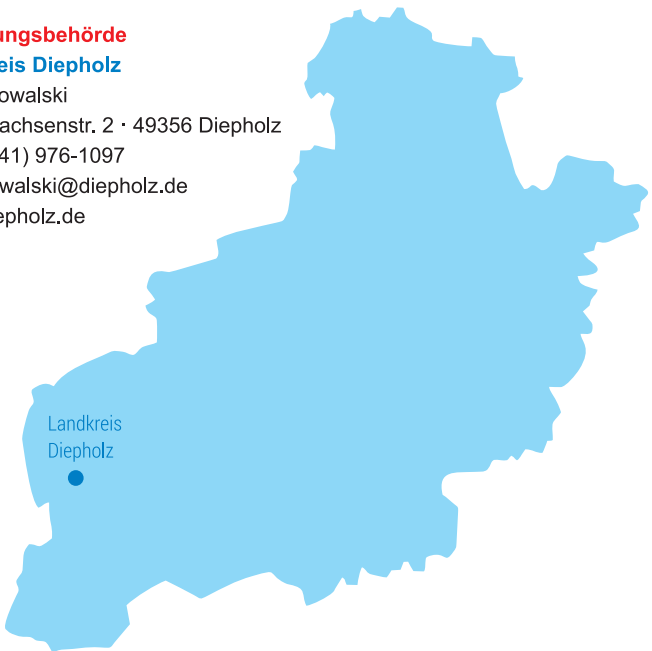 ungsbehörde
eis Diepholz
owalski
achsenstr. 2 · 49356 Diepholz
41) 976-1097
walski@diepholz.de
epholz.de
Landkreis
Diepholz